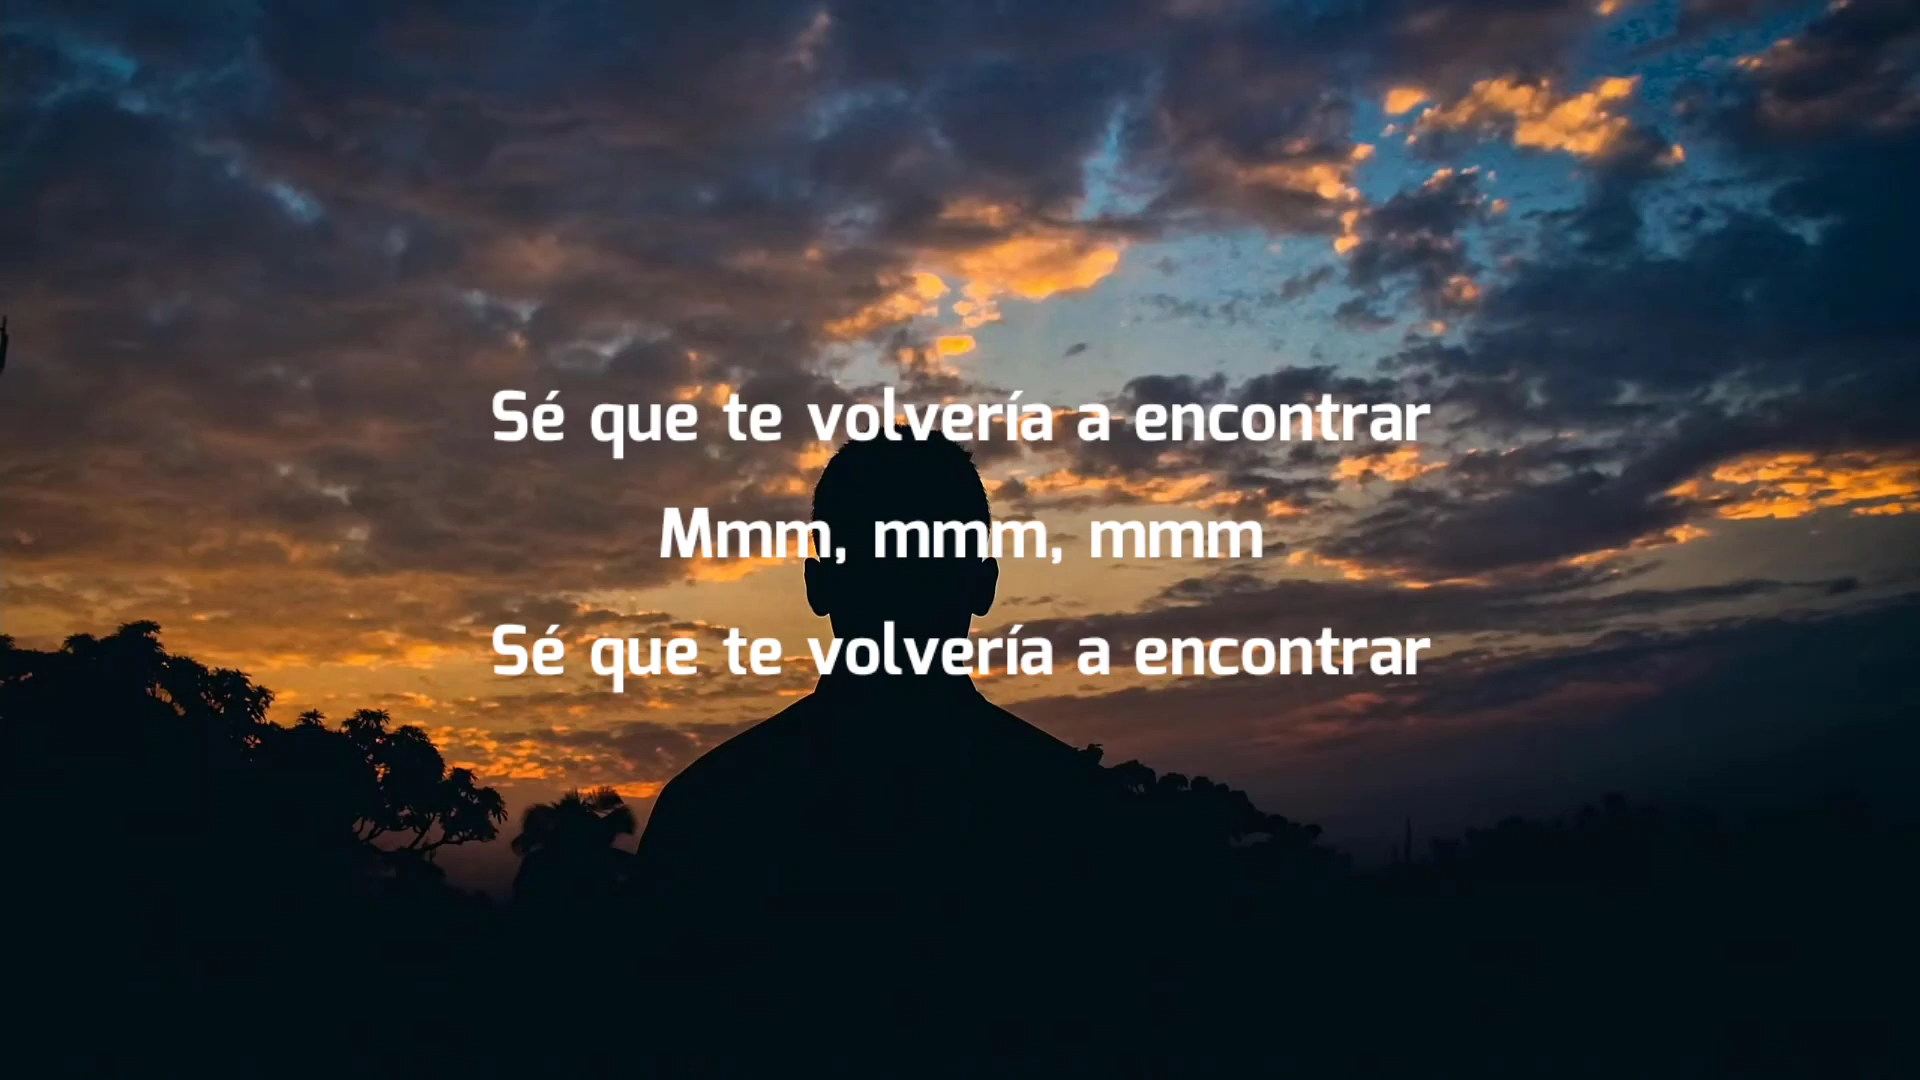 Sé que te volvería a encontrar
Mmm, mmm, mmm
Sé que te volvería a encontrar